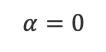 α = 0